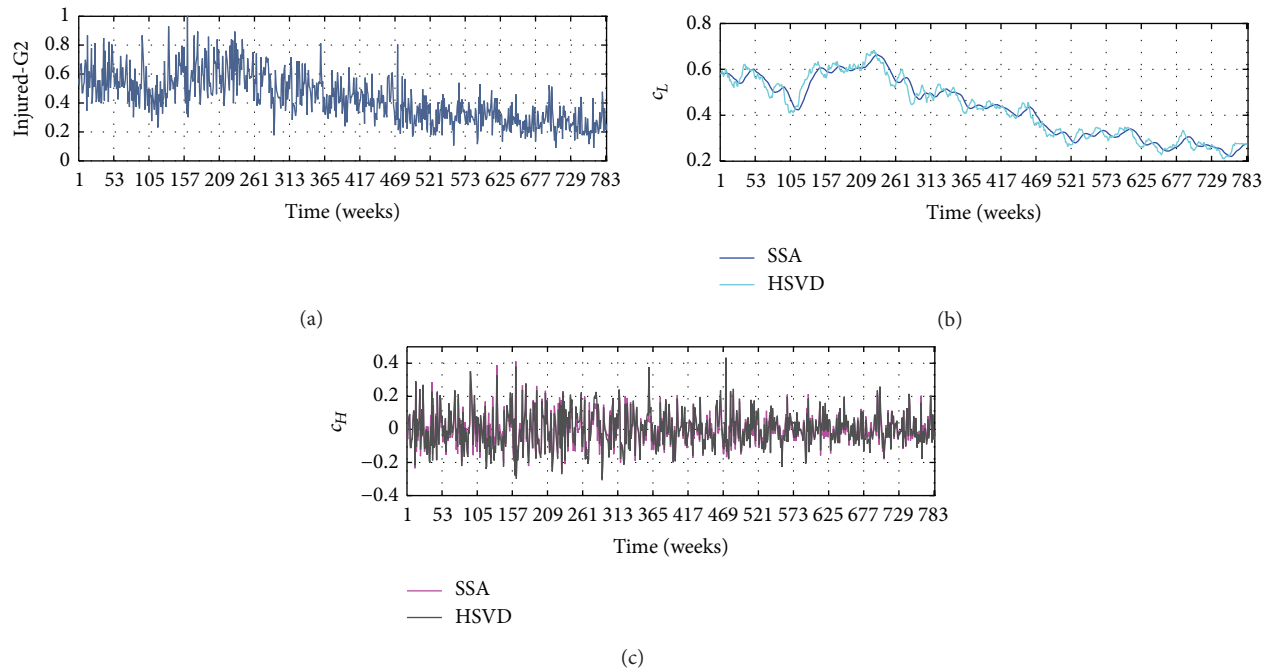 1
0.8
0.6
0.4
0.2
0
Injured-G2
1 53 105 157 209 261 313 365 417 469 521 573 625 677 729 783
Time (weeks)
(a)
0.8
0.6
0.4
0.2
c_L
1 53 105 157 209 261 313 365 417 469 521 573 625 677 729 783
Time (weeks)
SSA
HSVD
(b)
0.4
0.2
0
−0.2
−0.4
c_H
1 53 105 157 209 261 313 365 417 469 521 573 625 677 729 783
Time (weeks)
SSA
HSVD
(c)